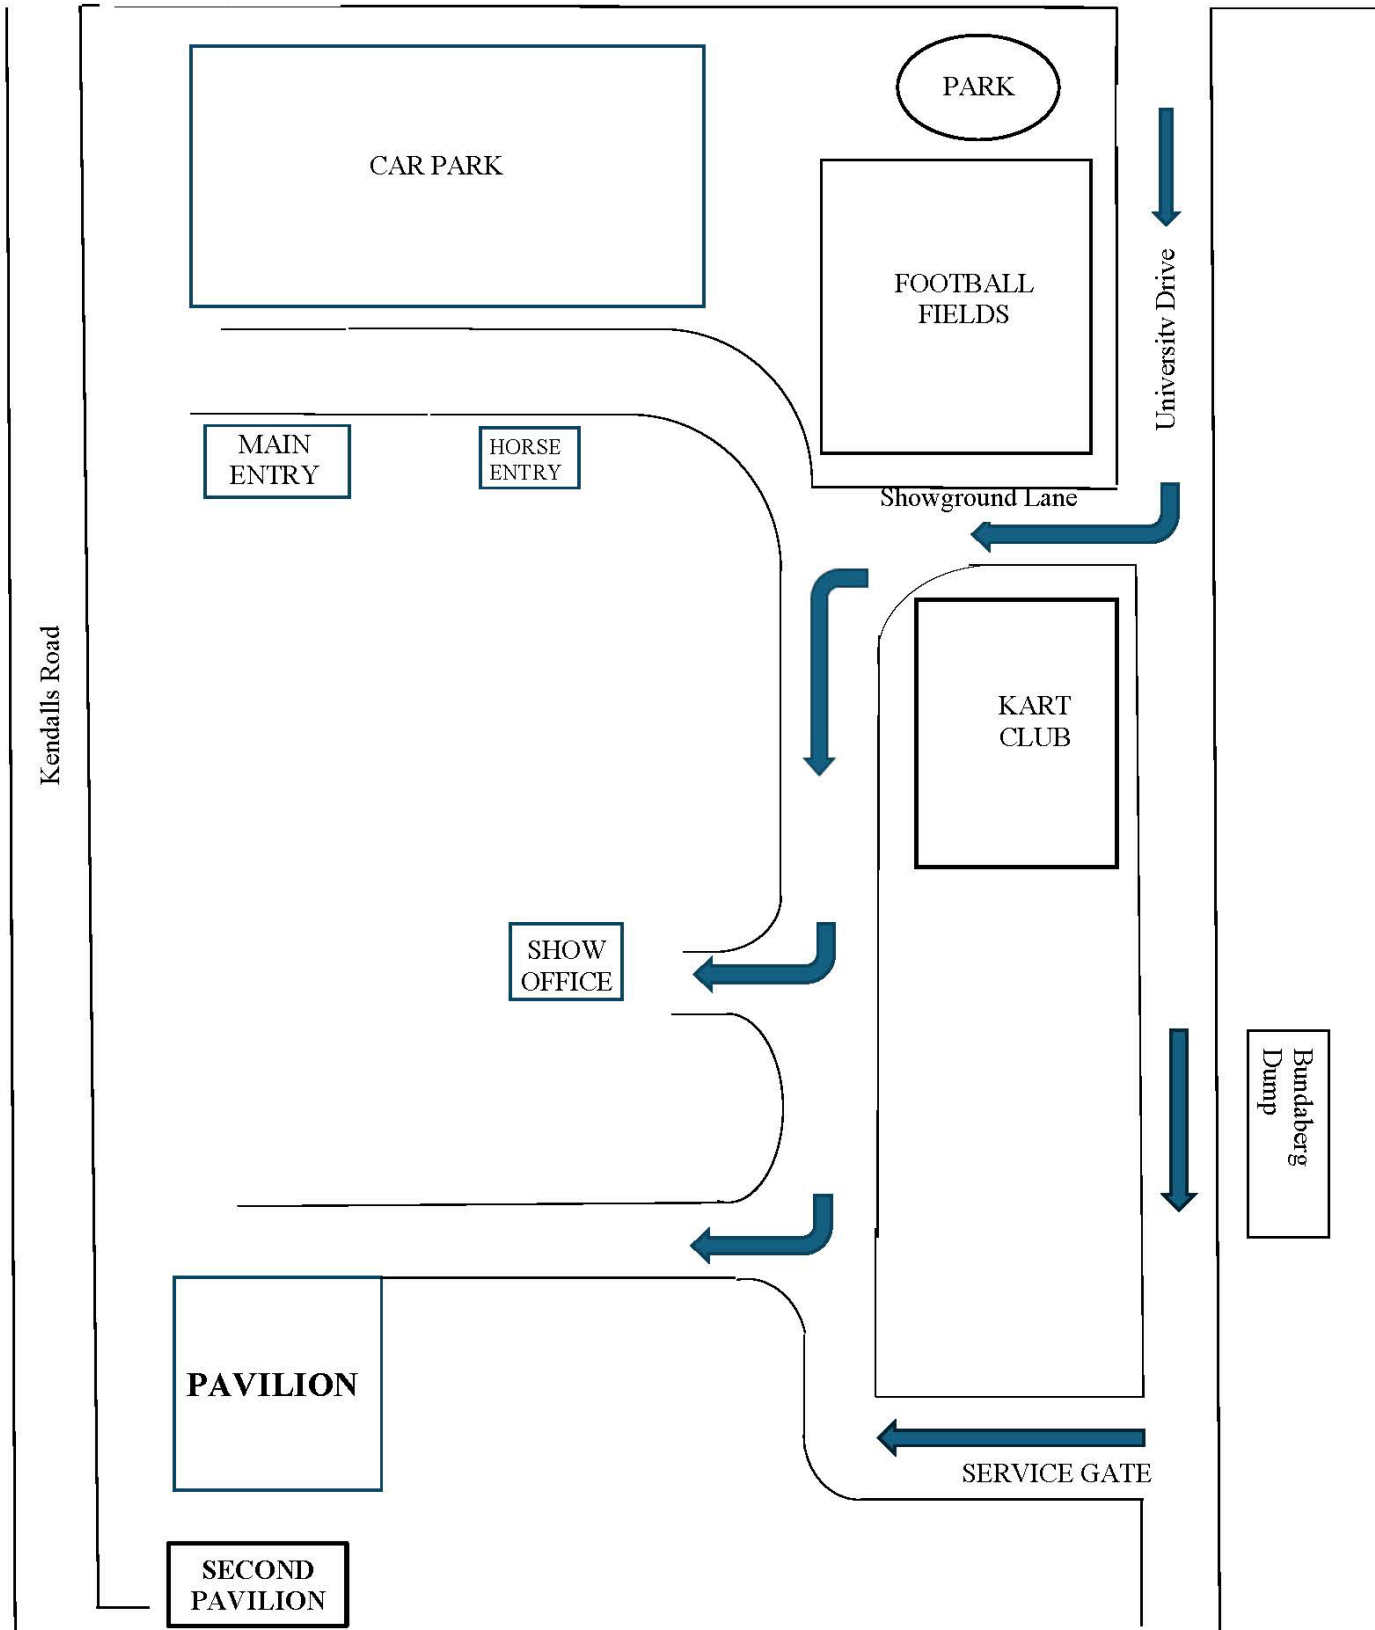 PARK
CAR PARK
FOOTBALL
FIELDS
University Drive
MAIN
ENTRY
HORSE
ENTRY
Showground Lane
Kendalls Road
KART
CLUB
SHOW
OFFICE
Bundaberg
Dump
PAVILION
SERVICE GATE
SECOND
PAVILION